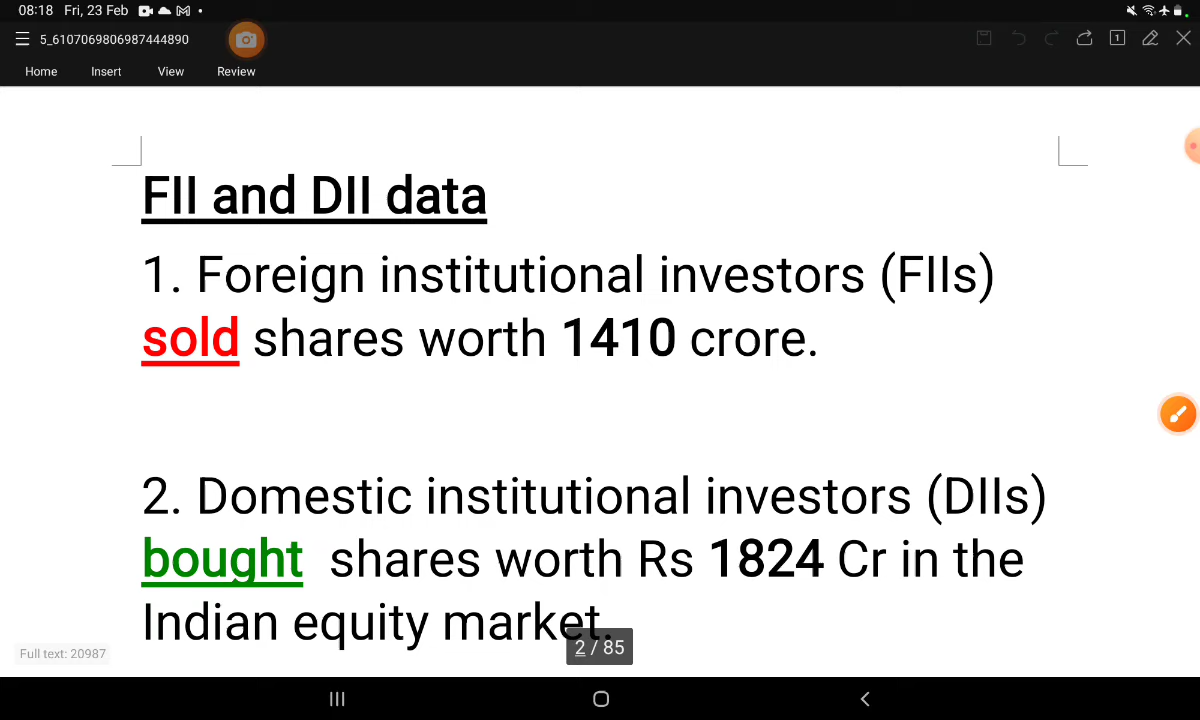 08:18 Fri, 23 Feb
5_6107069806987444890
1
Home Insert View Review
FII and DII data
1. Foreign institutional investors (FIIs)
sold shares worth 1410 crore.
2. Domestic institutional investors (DIIs)
bought shares worth Rs 1824 Cr in the
Indian equity market.
2 / 85
Full text: 20987